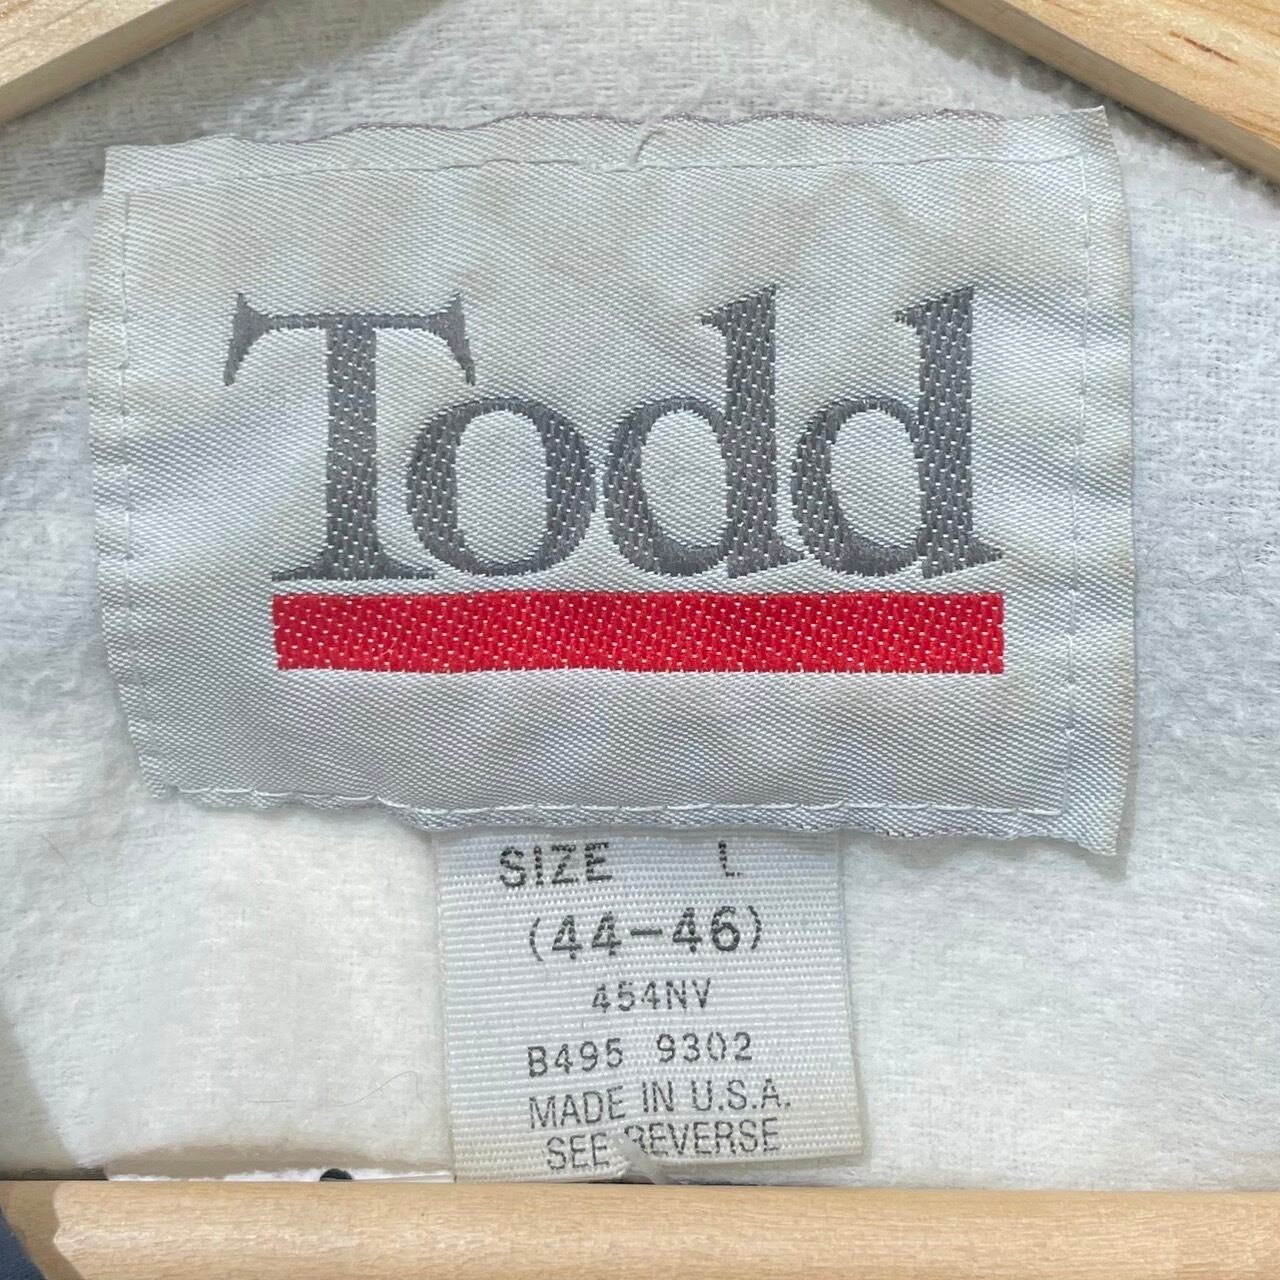 Todd
SIZE L
(44-46)
454NV
B495 9302
MADE IN U.S.A.
SEE REVERSE